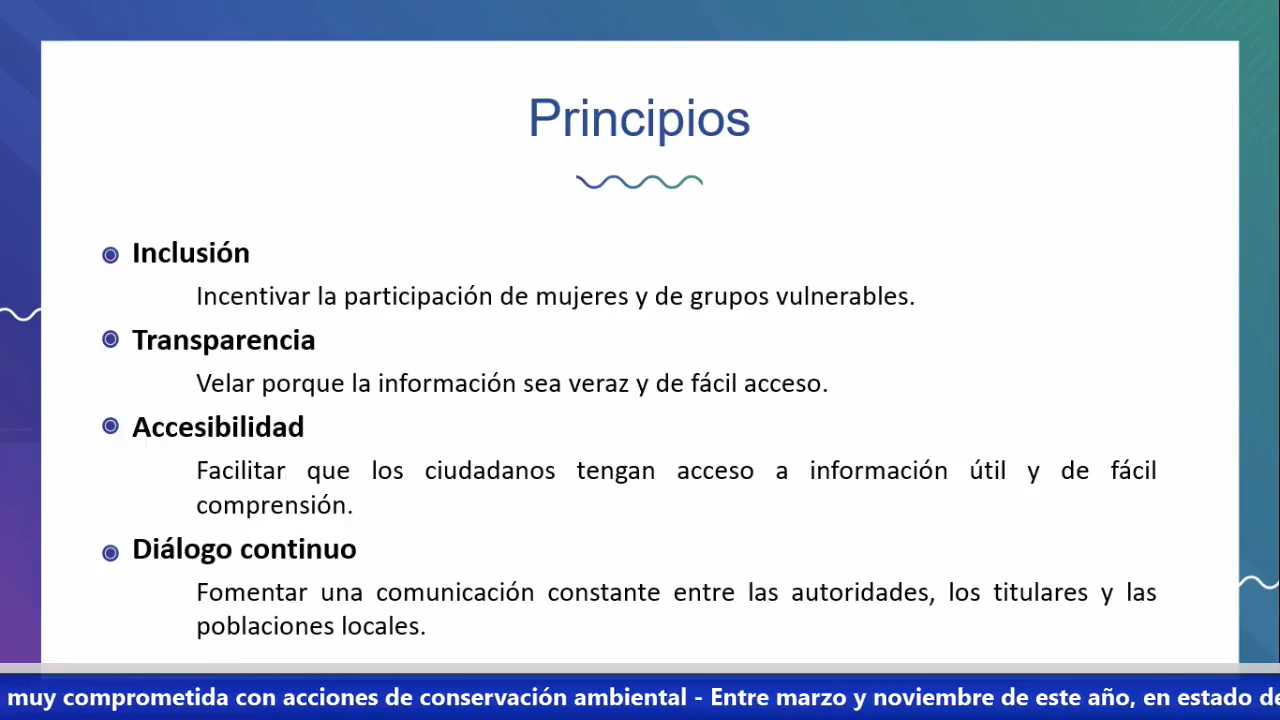 Principios
Inclusión
Incentivar la participación de mujeres y de grupos vulnerables.
Transparencia
Velar porque la información sea veraz y de fácil acceso.
Accesibilidad
Facilitar que los ciudadanos tengan acceso a información útil y de fácil
comprensión.
Diálogo continuo
Fomentar una comunicación constante entre las autoridades, los titulares y las
poblaciones locales.
muy comprometida con acciones de conservación ambiental - Entre marzo y noviembre de este año, en estado de